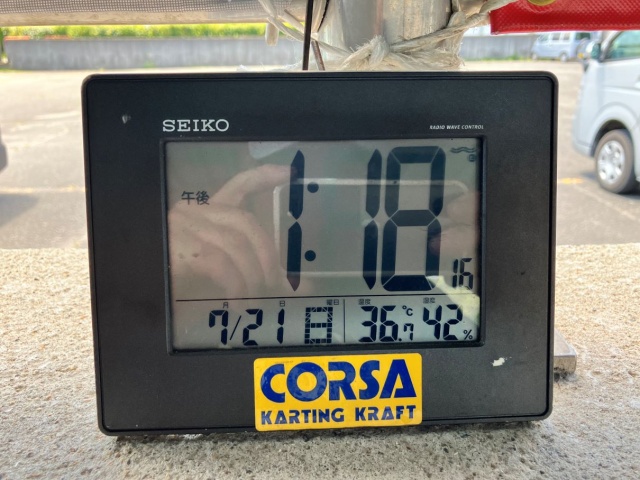 SEIKO
RADIO WAVE CONTROL
午後 1:18 16
月 日 曜日 温度 湿度
7/21 日 36.7 ℃ 42 %
CORSA
KARTING KRAFT